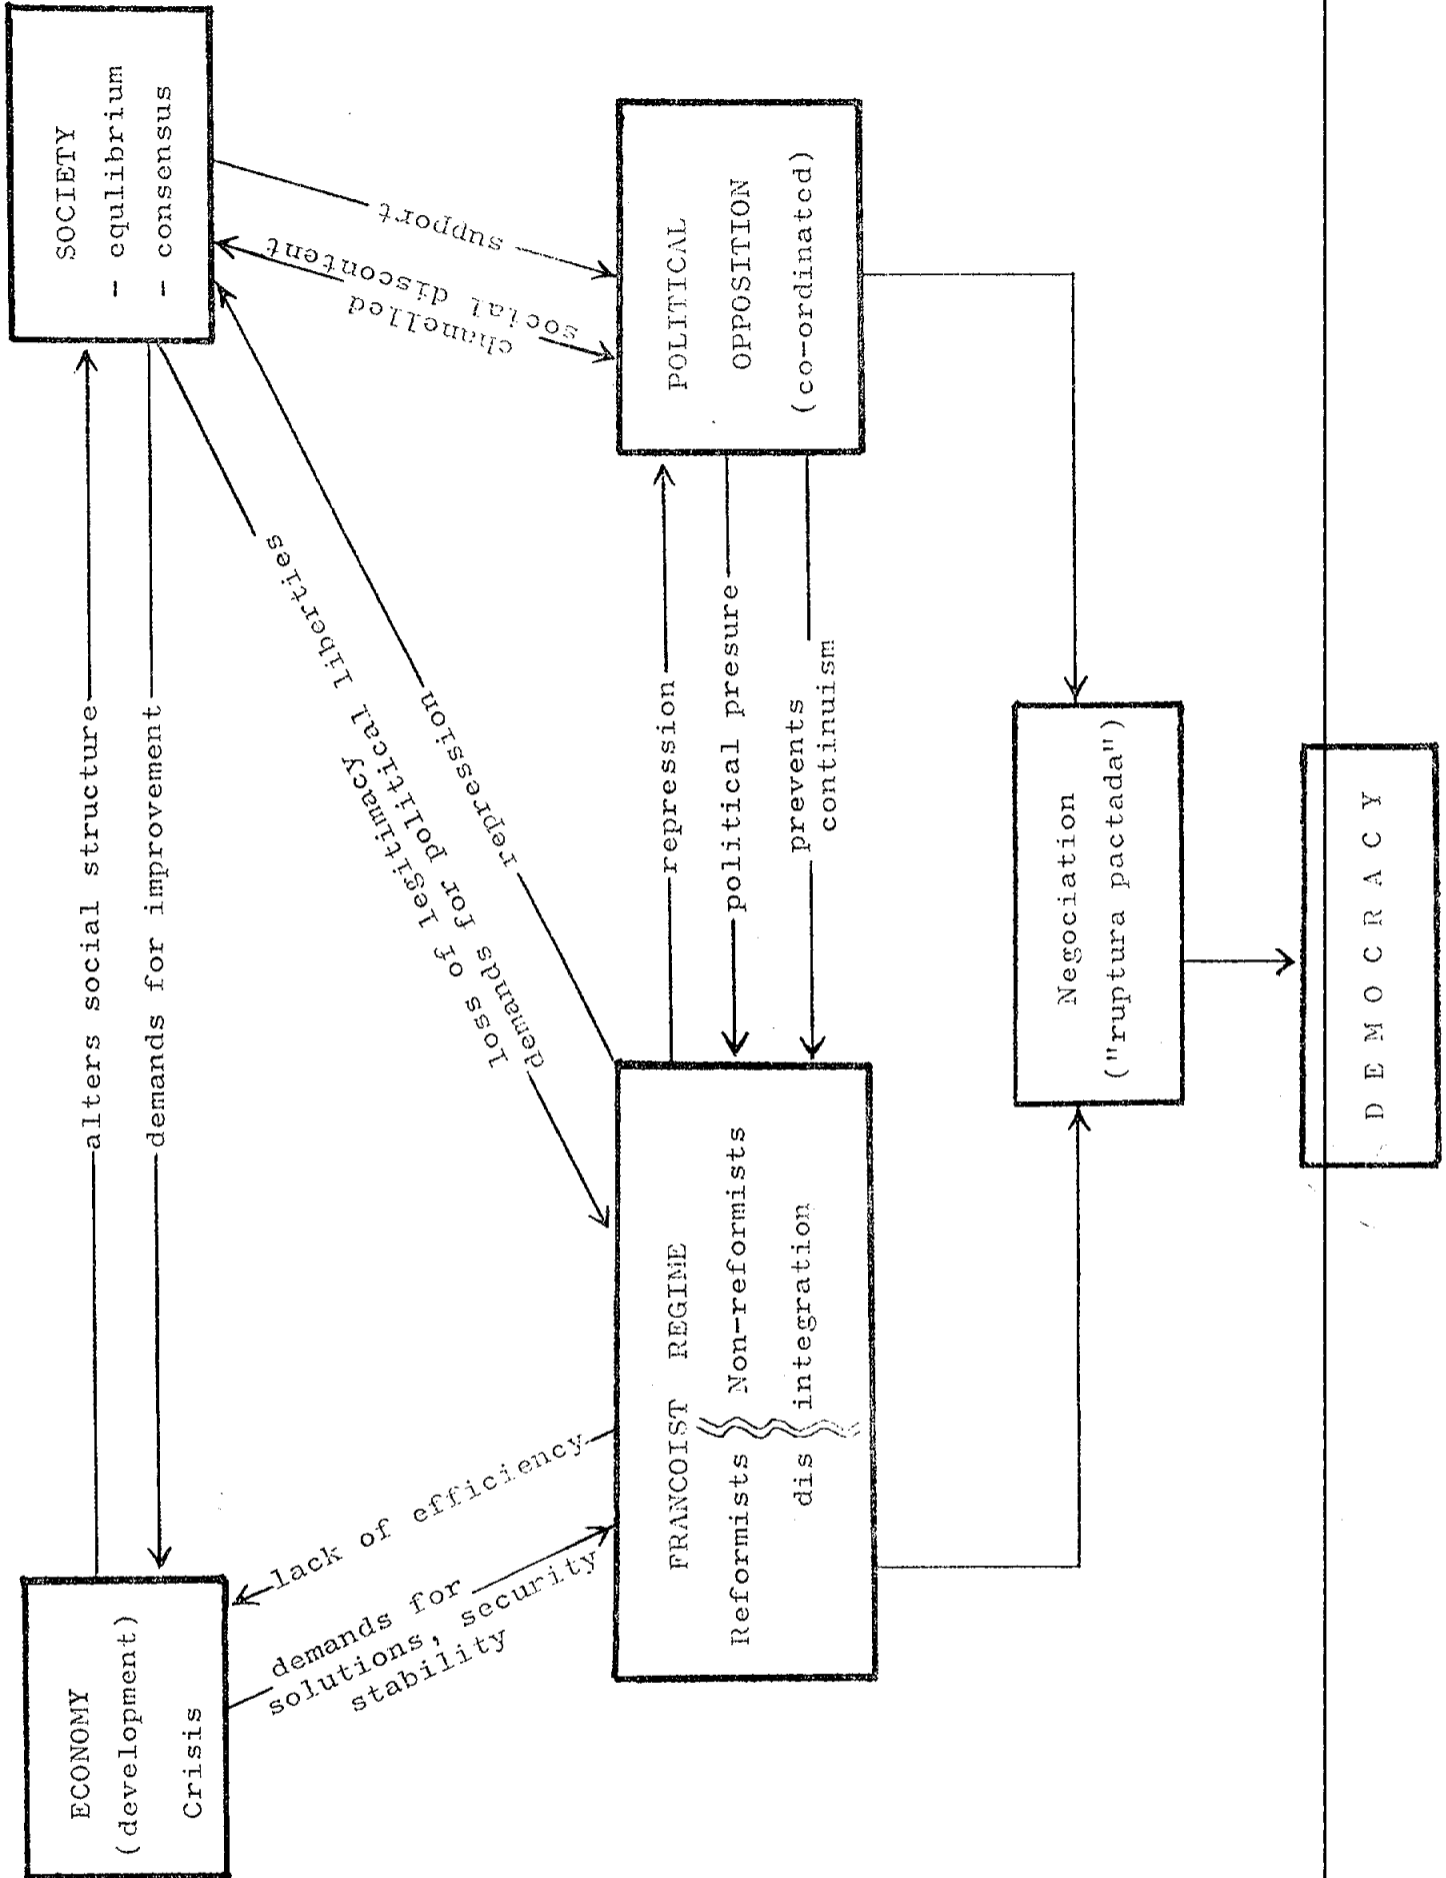 ECONOMY
(development)
Crisis
alters social structure
demands for improvement
SOCIETY
- equlibrium
- consensus
lack of efficiency
demands for
solutions, security
stability
loss of legitimacy
demands for political liberties
repression
chanelled
social discontent
support
FRANCOIST REGIME
Reformists Non-reformists
dis integration
repression
political presure
prevents
continuism
POLITICAL
OPPOSITION
(co-ordinated)
Negociation
("ruptura pactada")
D E M O C R A C Y